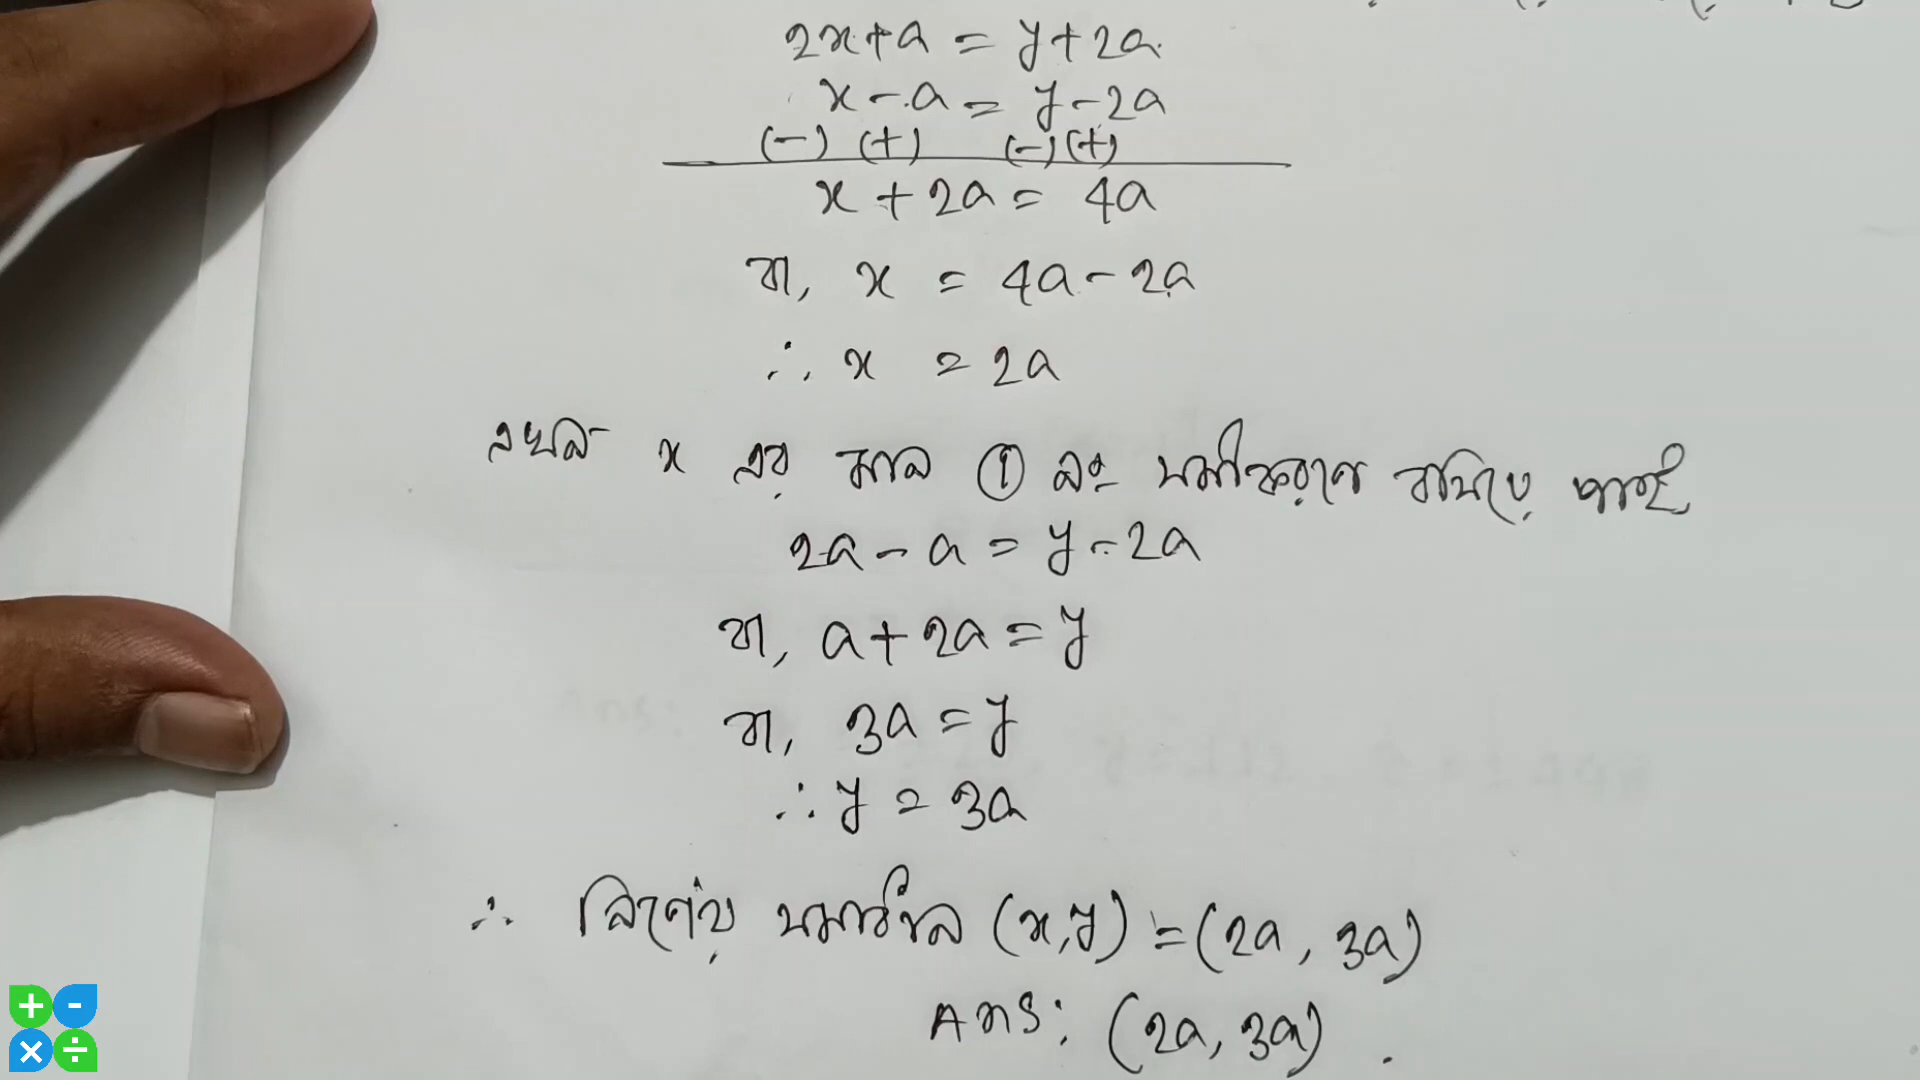 2x+a = y+2a
x-a = y-2a
(-) (+) (-) (+)
x+2a = 4a
বা, x = 4a-2a
∴ x = 2a
এখন x এর মান ① নং সমীকরণে বসিয়ে পাই,
2a-a = y-2a
বা, a+2a = y
বা, 3a = y
∴ y = 3a
∴ নির্ণেয় সমাধান (x,y) = (2a, 3a)
Ans: (2a, 3a).
+ -
× ÷